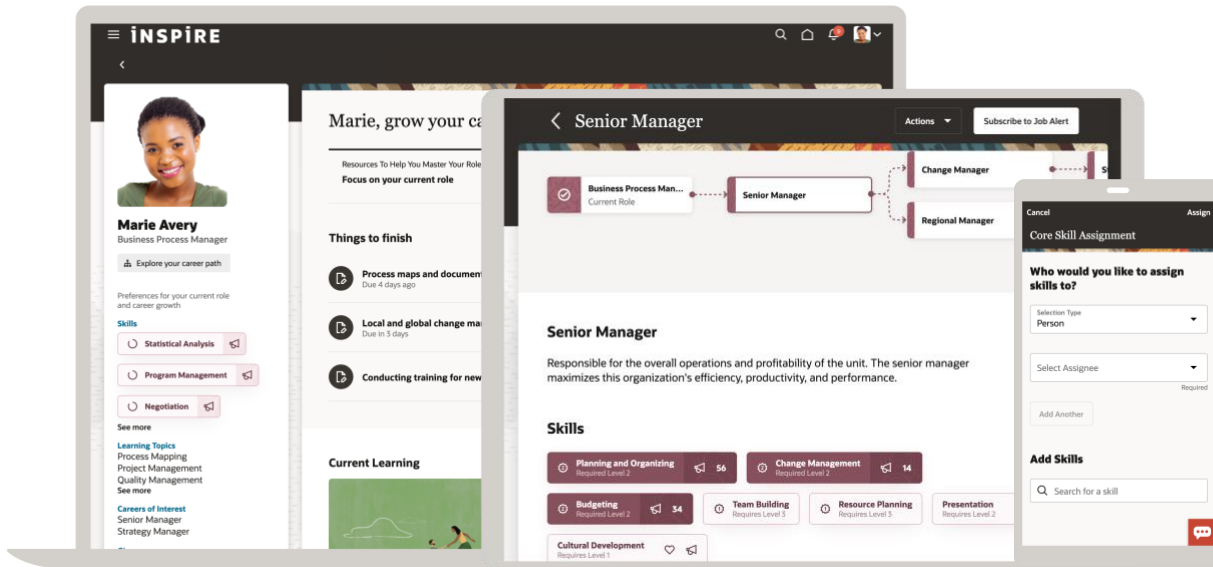 iNSPiRE
Marie Avery
Business Process Manager
Explore your career path
Preferences for your current role
and career growth
Skills
Statistical Analysis
Program Management
Negotiation
See more
Learning Topics
Process Mapping
Project Management
Quality Management
See more
Careers of Interest
Senior Manager
Strategy Manager
Marie, grow your ca
Resources To Help You Master Your Role
Focus on your current role
Things to finish
Process maps and document
Due 4 days ago
Local and global change ma
Due in 3 days
Conducting training for new
Current Learning
Senior Manager
Actions
Subscribe to Job Alert
Business Process Man...
Current Role
Senior Manager
Change Manager
Regional Manager
Senior Manager
Responsible for the overall operations and profitability of the unit. The senior manager
maximizes this organization's efficiency, productivity, and performance.
Skills
Planning and Organizing
Required Level 2
56
Change Management
Required Level 2
14
Budgeting
Required Level 2
34
Team Building
Requires Level 3
Resource Planning
Requires Level 3
Presentation
Requires Level 2
Cultural Development
Requires Level 1
Cancel
Assign
Core Skill Assignment
Who would you like to assign
skills to?
Selection Type
Person
Select Assignee
Required
Add Another
Add Skills
Search for a skill